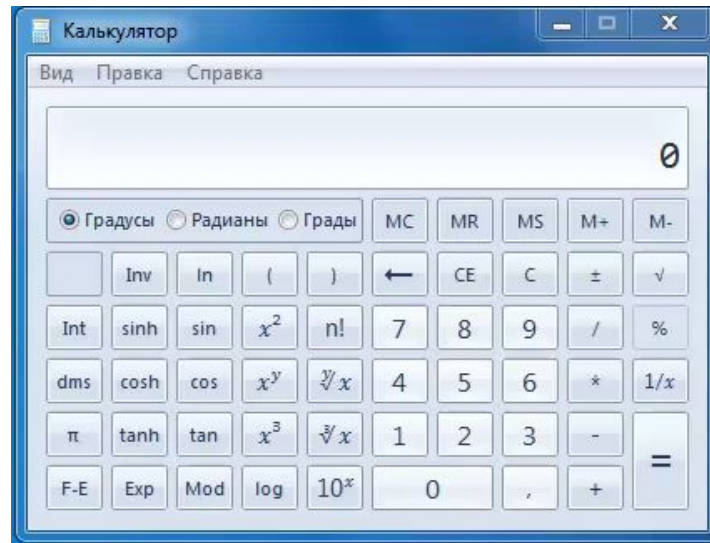 Калькулятор
Вид Правка Справка
0
Градусы Радианы Грады MC MR MS M+ M-
Inv ln ( ) ← CE C ± √
Int sinh sin x² n! 7 8 9 / %
dms cosh cos xʸ ʸ√x 4 5 6 * 1/x
π tanh tan x³ ³√x 1 2 3 - =
F-E Exp Mod log 10ˣ 0 , +